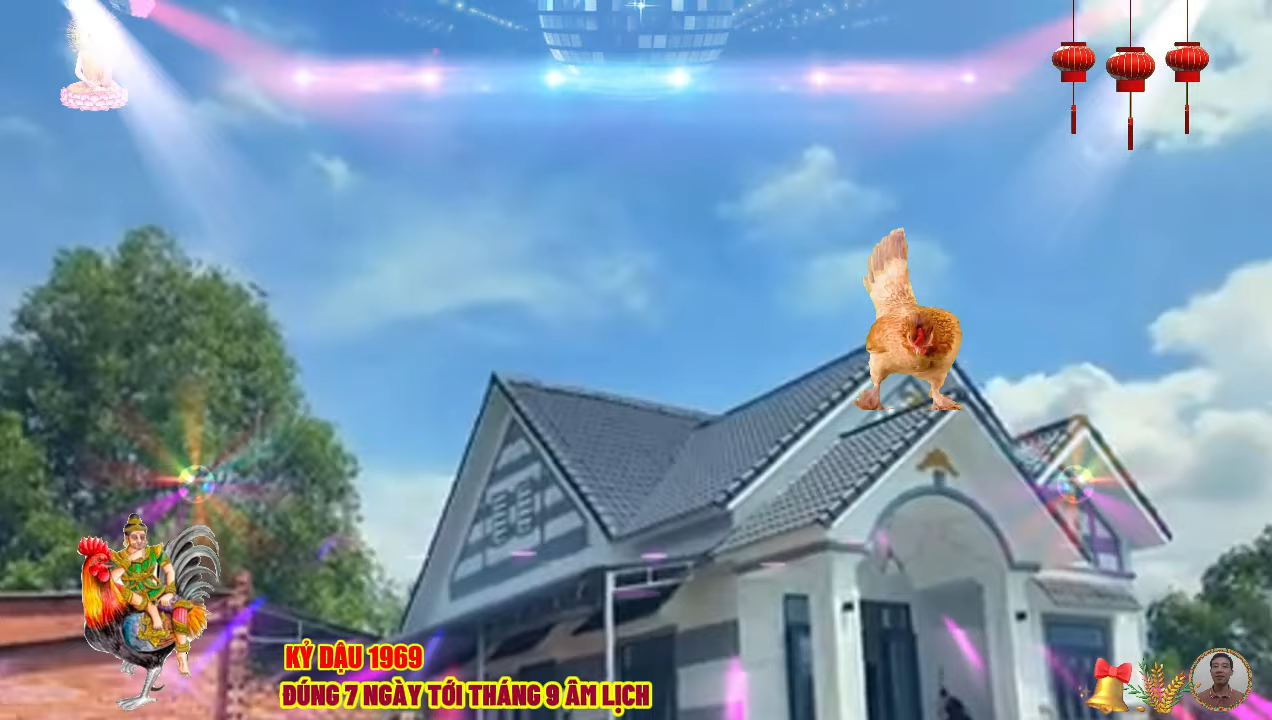 KỶ DẬU 1969
ĐÚNG 7 NGÀY TỚI THÁNG 9 ÂM LỊCH